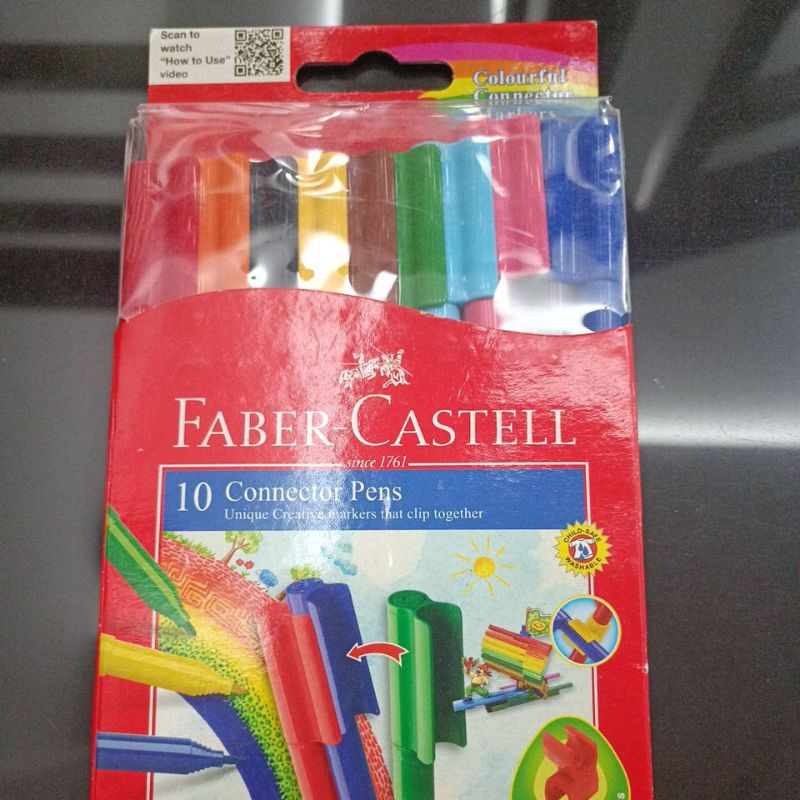 Scan to
watch
"How to Use"
video
Colourful
Connector
Markers
FABER-CASTELL
since 1761
10 Connector Pens
Unique Creative markers that clip together
CHILD-SAFE
WASHABLE